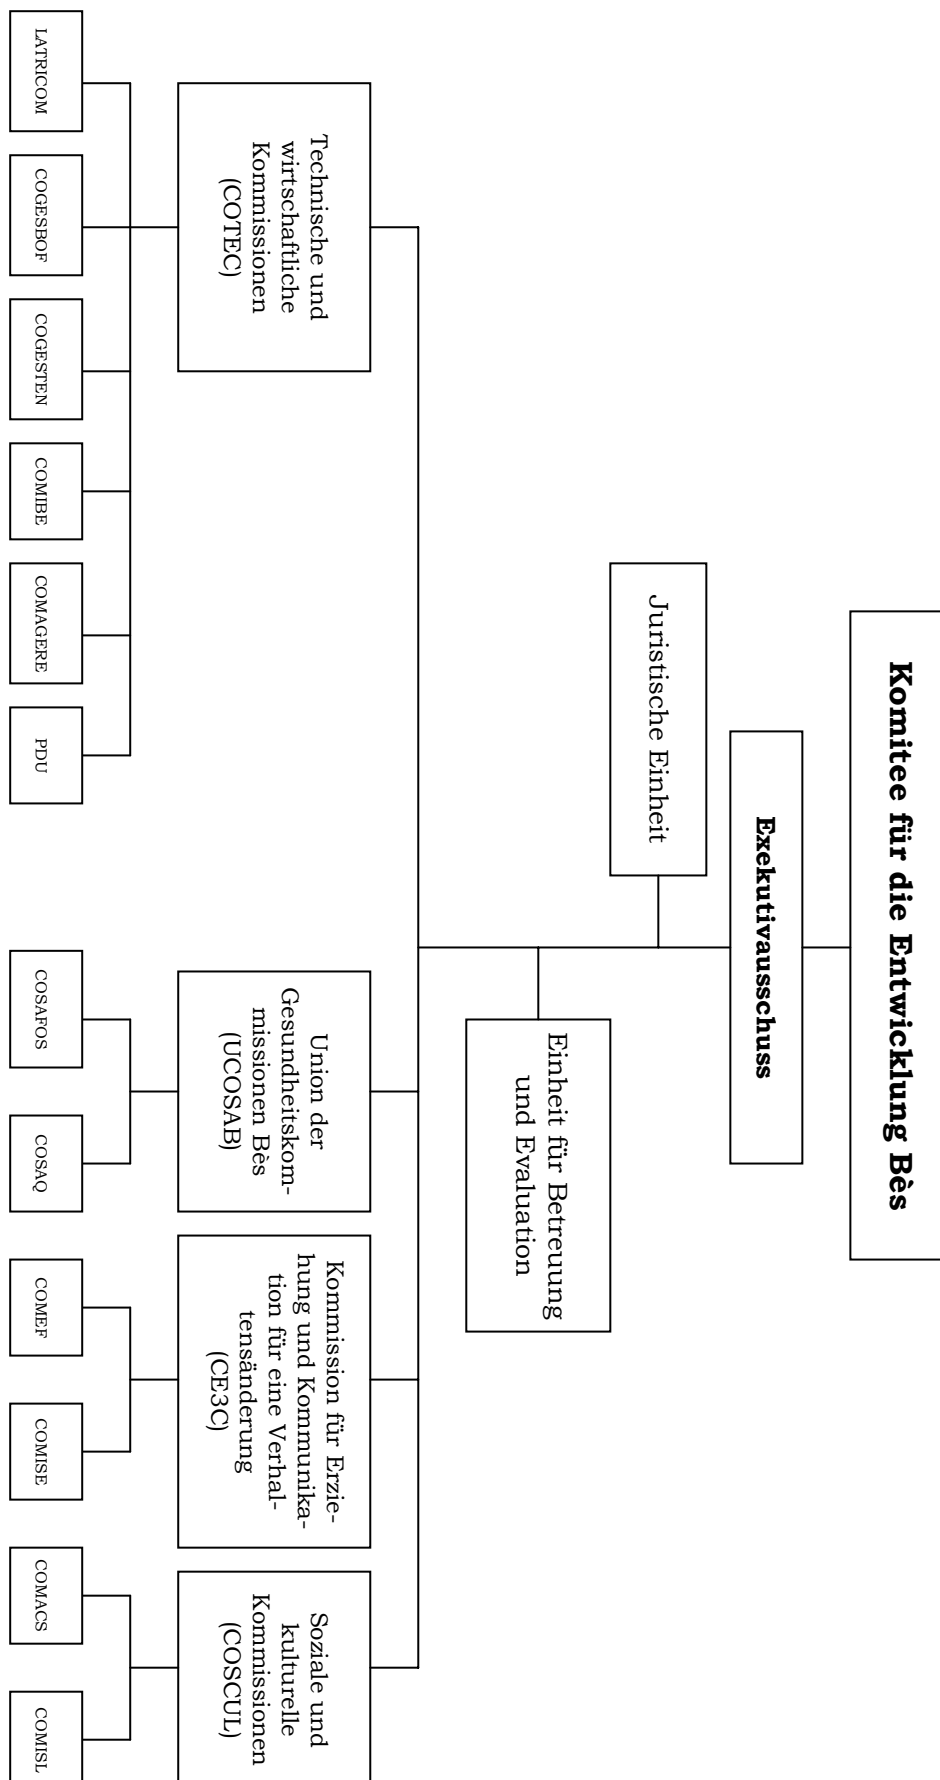 Komitee für die Entwicklung Bès
Exekutivausschuss
Juristische Einheit
Einheit für Betreuung
und Evaluation
Technische und
wirtschaftliche
Kommissionen
(COTEC)
Union der
Gesundheitskom-
missionen Bès
(UCOSAB)
Kommission für Erzie-
hung und Kommunika-
tion für eine Verhal-
tensänderung
(CE3C)
Soziale und
kulturelle
Kommissionen
(COSCUL)
LATRICOM
COGESBOF
COGESTEN
COMIBE
COMAGERE
PDU
COSAFOS
COSAQ
COMEF
COMISE
COMACS
COMISL